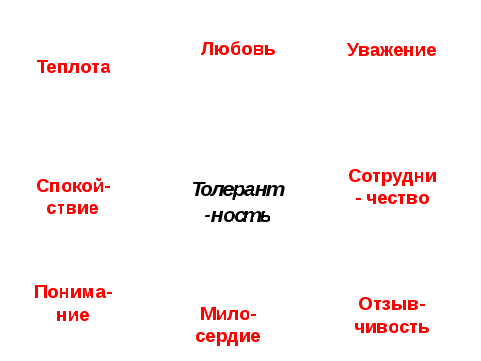 Любовь
Уважение
Теплота
Сотрудни
- чество
Спокой-
ствие
Толерант
-ность
Понима-
ние
Отзыв-
чивость
Мило-
сердие